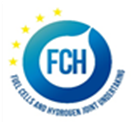 FCH
FUEL CELLS AND HYDROGEN JOINT UNDERTAKING